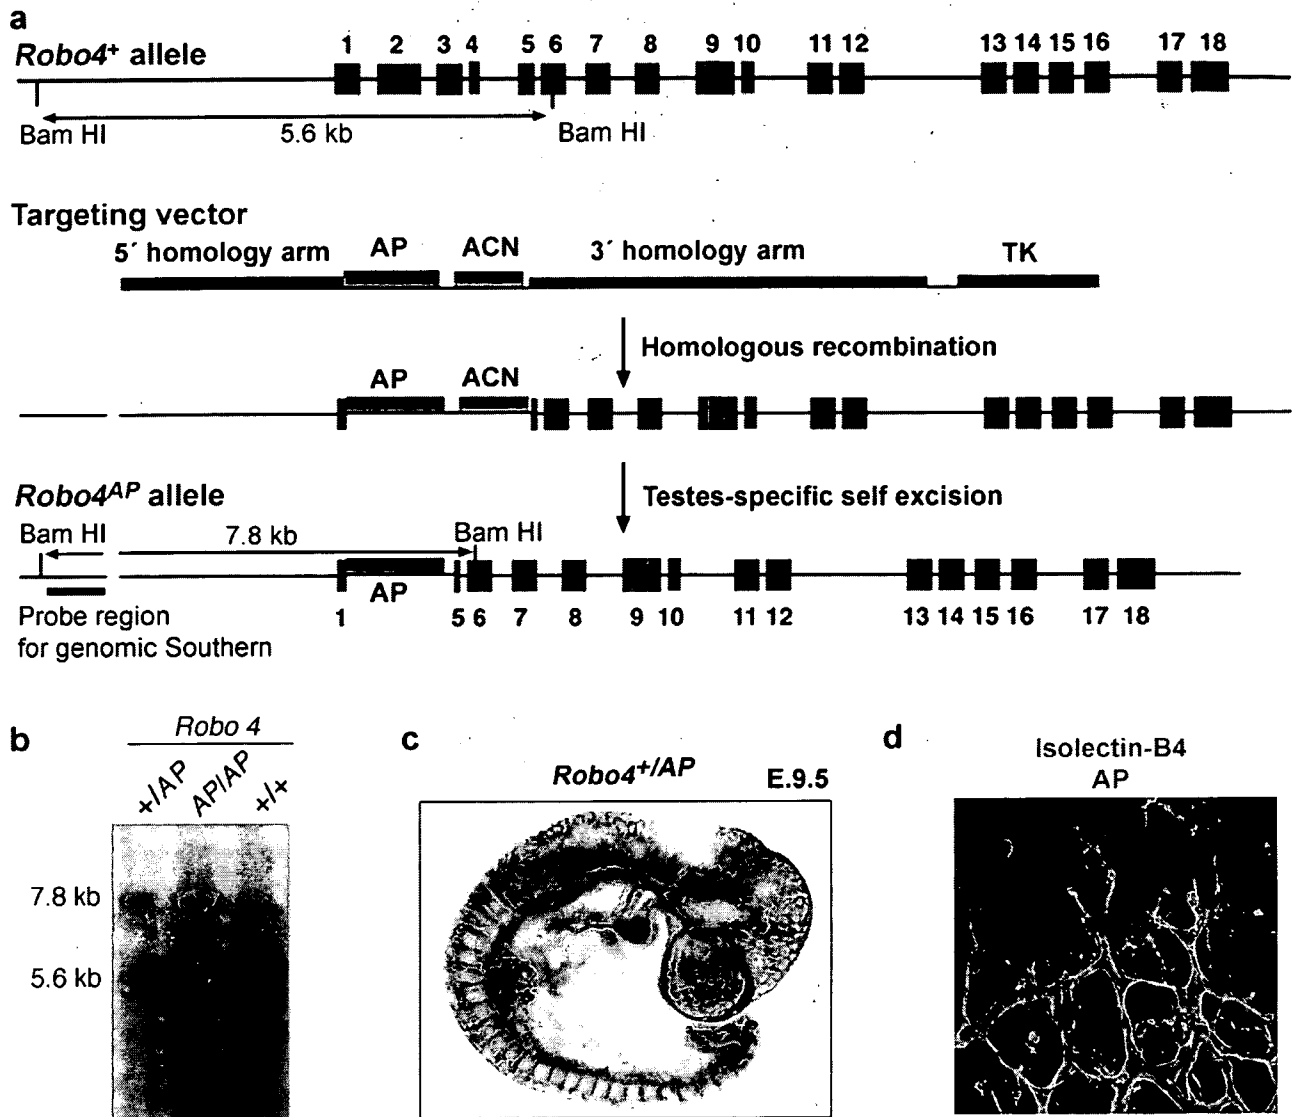 a
Robo4+ allele
1 2 3 4 5 6 7 8 9 10 11 12 13 14 15 16 17 18
Bam HI 5.6 kb Bam HI
Targeting vector
5´ homology arm AP ACN 3´ homology arm TK
Homologous recombination
AP ACN
Robo4AP allele
Testes-specific self excision
Bam HI 7.8 kb Bam HI
AP
Probe region 1 5 6 7 8 9 10 11 12 13 14 15 16 17 18
for genomic Southern
b
Robo 4
+/AP AP/AP +/+
7.8 kb
5.6 kb
c
Robo4+/AP E.9.5
d
Isolectin-B4
AP